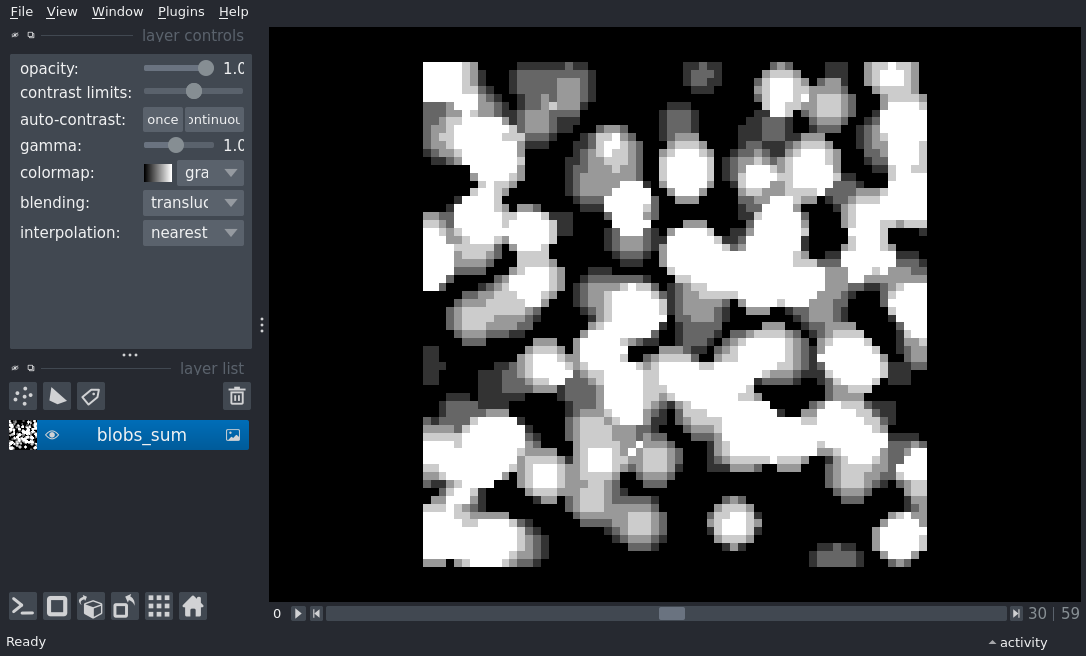 File View Window Plugins Help
layer controls
opacity: 1.0
contrast limits:
auto-contrast: once ontinuou
gamma: 1.0
colormap: gra
blending: transluc
interpolation: nearest
layer list
blobs_sum
0 30 | 59
Ready activity